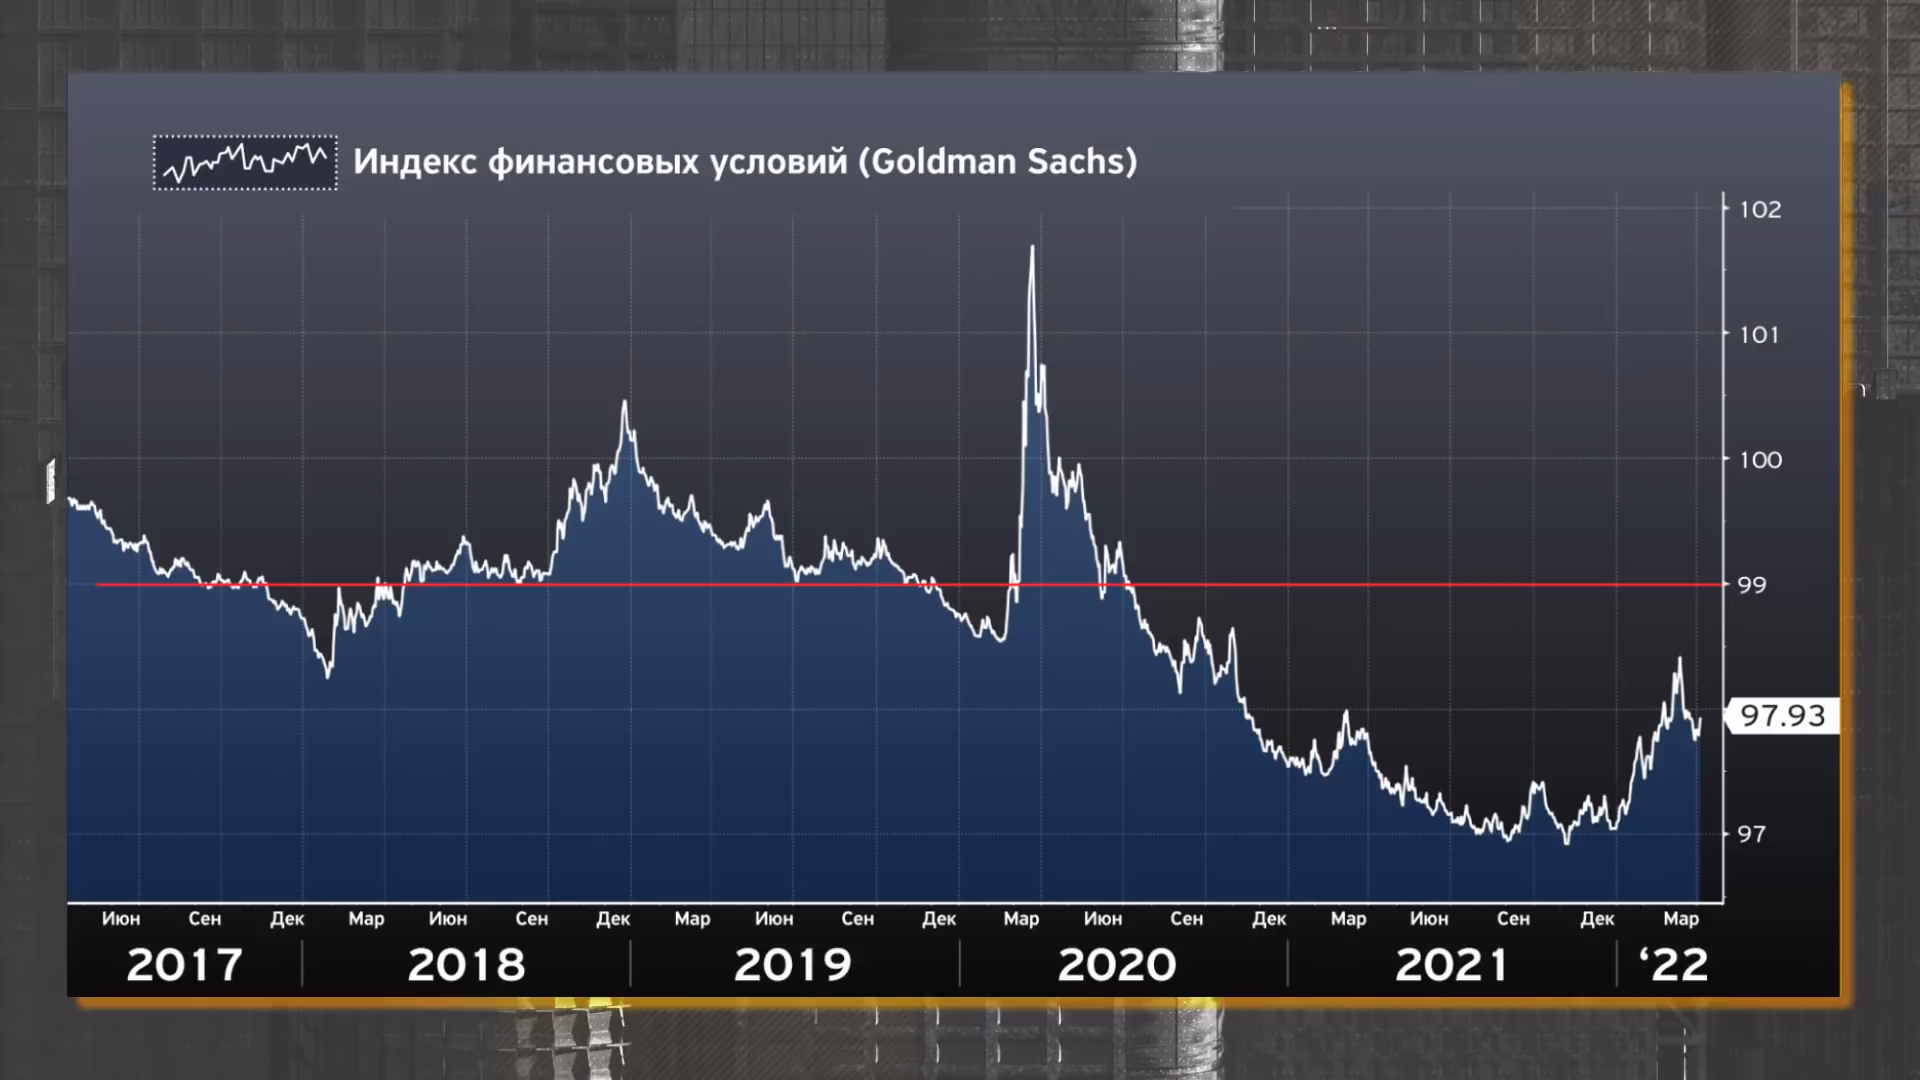 Индекс финансовых условий (Goldman Sachs)
102
101
100
99
97.93
97
Июн Сен Дек Мар Июн Сен Дек Мар Июн Сен Дек Мар Июн Сен Дек Мар Июн Сен Дек Мар
2017 2018 2019 2020 2021 ‘22